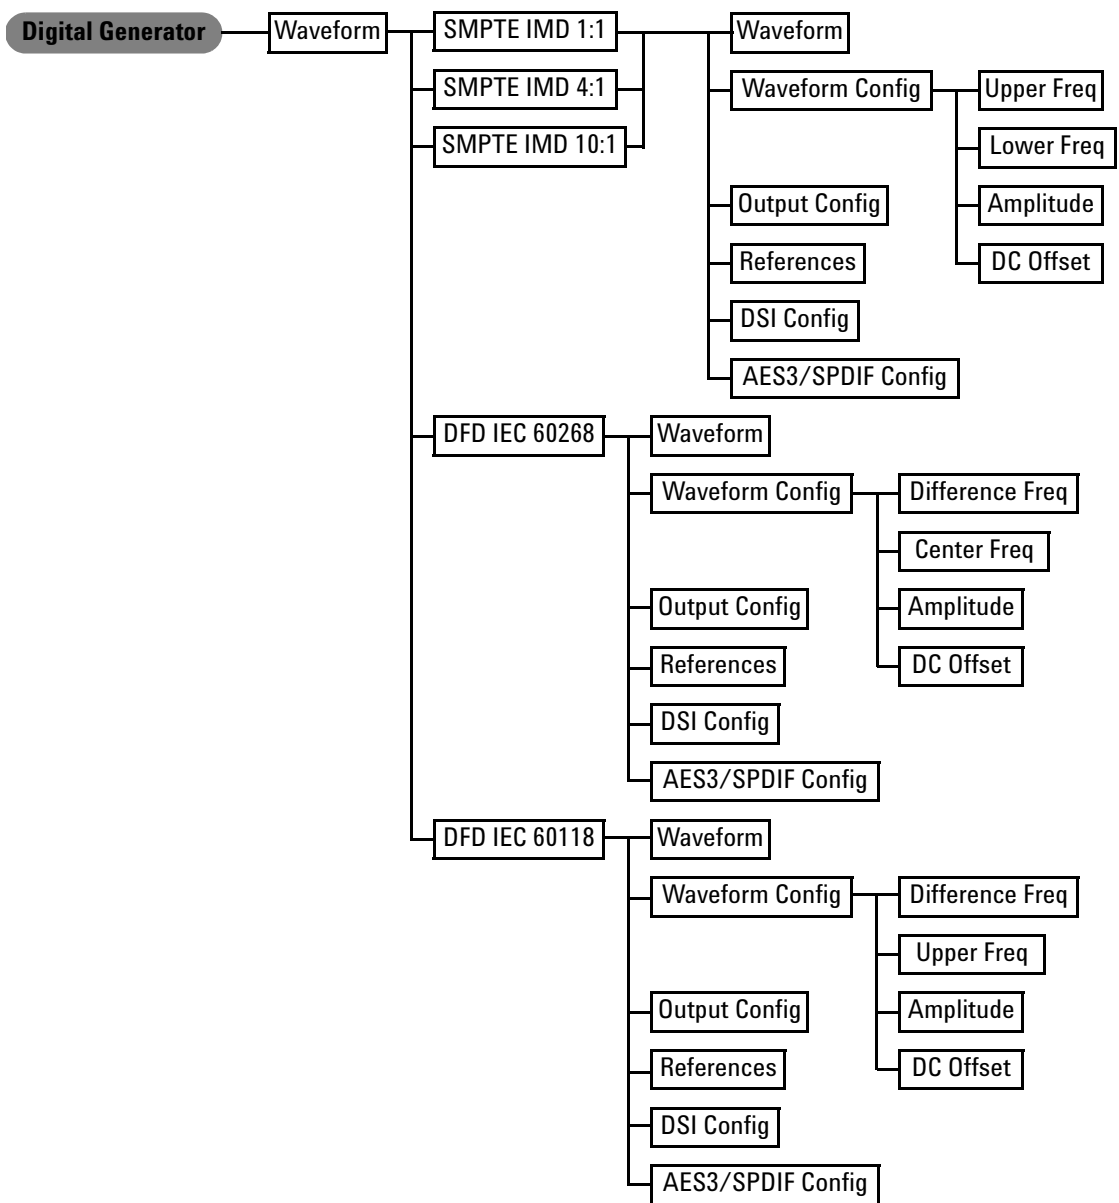 Digital Generator
Waveform
SMPTE IMD 1:1
Waveform
SMPTE IMD 4:1
Waveform Config
Upper Freq
SMPTE IMD 10:1
Lower Freq
Output Config
Amplitude
References
DC Offset
DSI Config
AES3/SPDIF Config
DFD IEC 60268
Waveform
Waveform Config
Difference Freq
Center Freq
Output Config
Amplitude
References
DC Offset
DSI Config
AES3/SPDIF Config
DFD IEC 60118
Waveform
Waveform Config
Difference Freq
Upper Freq
Output Config
Amplitude
References
DC Offset
DSI Config
AES3/SPDIF Config